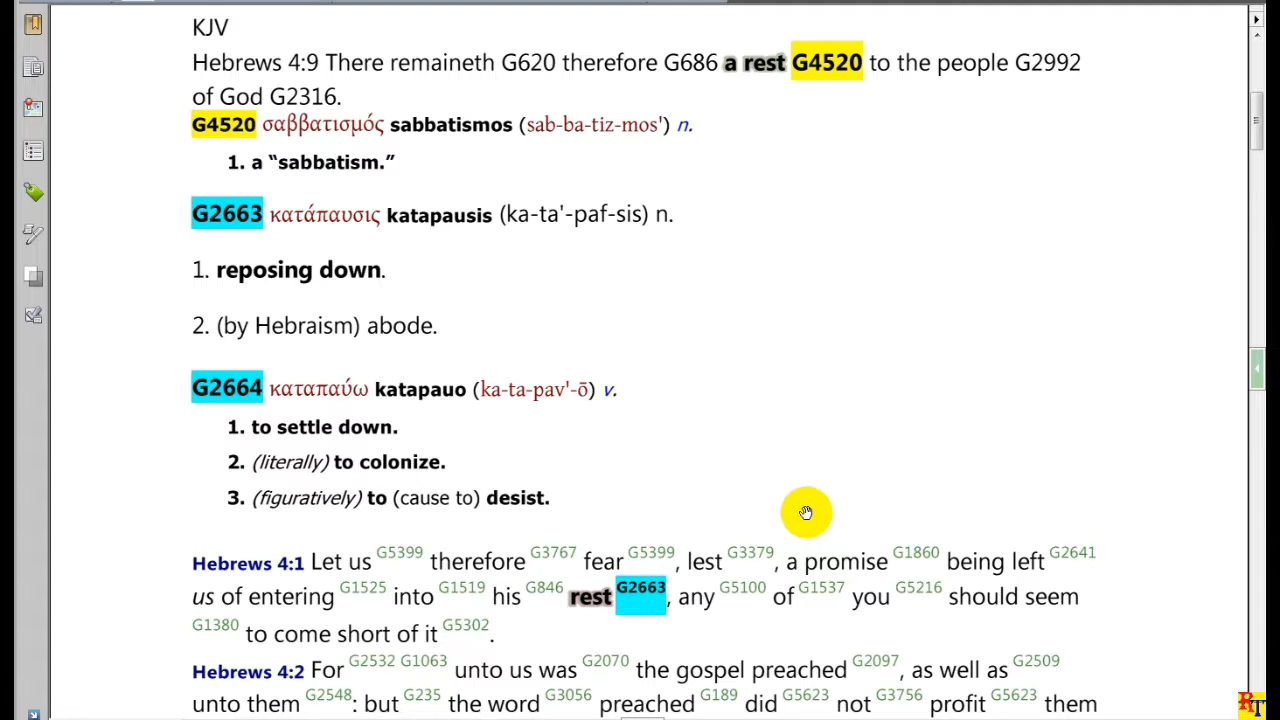 KJV
Hebrews 4:9 There remaineth G620 therefore G686 a rest G4520 to the people G2992
of God G2316.
G4520 σαββατισμός sabbatismos (sab-ba-tiz-mos') n.
1. a “sabbatism.”
G2663 κατάπαυσις katapausis (ka-ta'-paf-sis) n.
1. reposing down.
2. (by Hebraism) abode.
G2664 καταπαύω katapauo (ka-ta-pav'-ō) v.
1. to settle down.
2. (literally) to colonize.
3. (figuratively) to (cause to) desist.
Hebrews 4:1 Let us G5399 therefore G3767 fear G5399 , lest G3379 , a promise G1860 being left G2641
us of entering G1525 into G1519 his G846 rest G2663 , any G5100 of G1537 you G5216 should seem
G1380 to come short of it G5302 .
Hebrews 4:2 For G2532 G1063 unto us was G2070 the gospel preached G2097 , as well as G2509
unto them G2548 : but G235 the word G3056 preached G189 did G5623 not G3756 profit G5623 them
RT